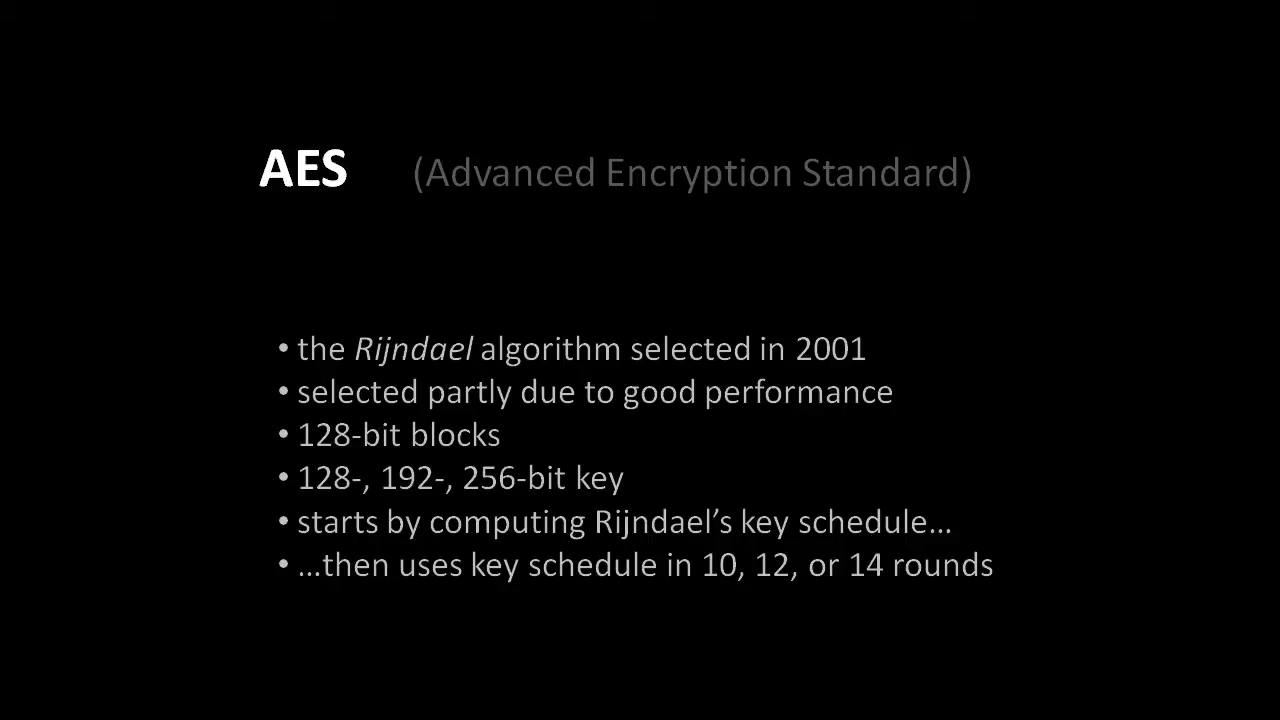 AES (Advanced Encryption Standard)
• the Rijndael algorithm selected in 2001
• selected partly due to good performance
• 128-bit blocks
• 128-, 192-, 256-bit key
• starts by computing Rijndael’s key schedule…
• …then uses key schedule in 10, 12, or 14 rounds